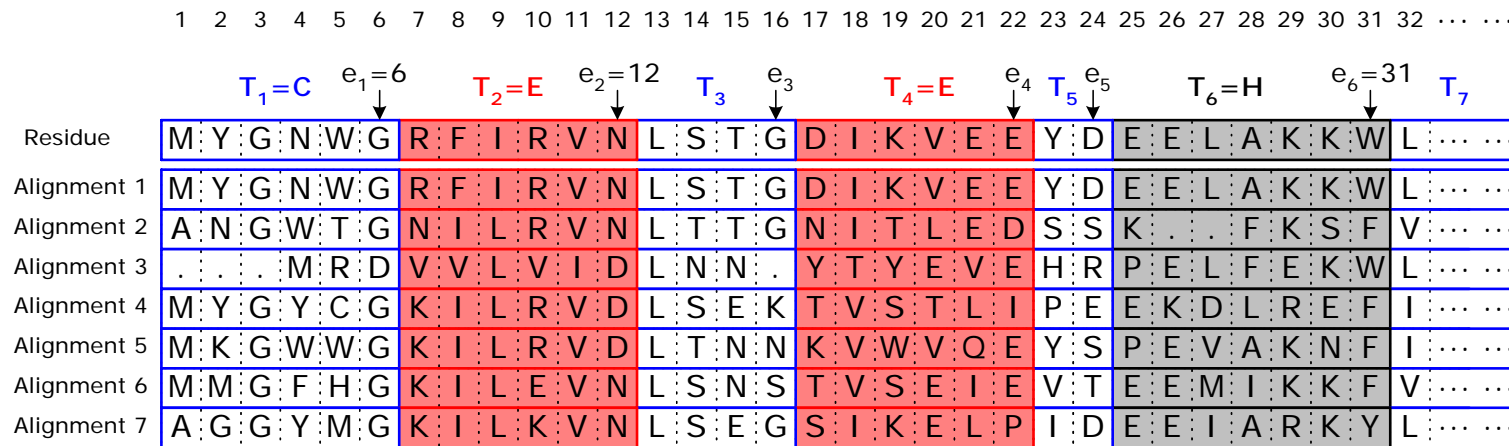 1 2 3 4 5 6 7 8 9 10 11 12 13 14 15 16 17 18 19 20 21 22 23 24 25 26 27 28 29 30 31 32 ... ...
T1=C e1=6 T2=E e2=12 T3 e3 T4=E e4 T5 e5 T6=H e6=31 T7
Residue M Y G N W G R F I R V N L S T G D I K V E E Y D E E L A K K W L ... ...
Alignment 1 M Y G N W G R F I R V N L S T G D I K V E E Y D E E L A K K W L ... ...
Alignment 2 A N G W T G N I L R V N L T T G N I T L E D S S K . . F K S F V ... ...
Alignment 3 . . . M R D V V L V I D L N N . Y T Y E V E H R P E L F E K W L ... ...
Alignment 4 M Y G Y C G K I L R V D L S E K T V S T L I P E E K D L R E F I ... ...
Alignment 5 M K G W W G K I L R V D L T N N K V W V Q E Y S P E V A K N F I ... ...
Alignment 6 M M G F H G K I L E V N L S N S T V S E I E V T E E M I K K F V ... ...
Alignment 7 A G G Y M G K I L K V N L S E G S I K E L P I D E E I A R K Y L ... ...